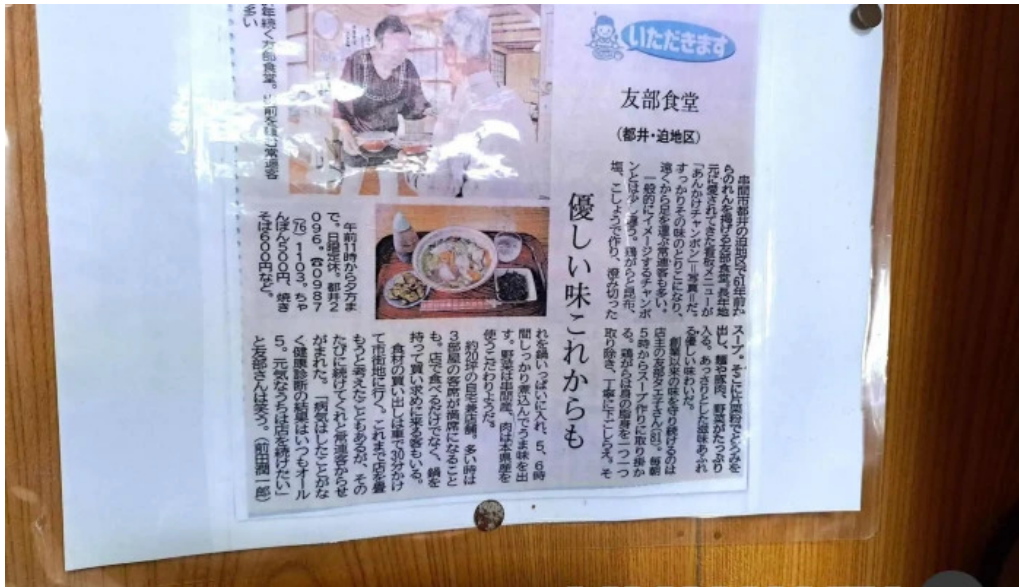 いただきます
友部食堂
(都井・迫地区)
優しい味これからも
串間市都井の迫地区で61年前か
らのれんを掲げる友部食堂。長年地
元に愛されてきた看板メニューが
「あんかけチャンポン」=写真=だ。
すっかりその味のとりこになり、
遠くから足を運ぶ常連客も多い。
一般的にイメージするチャンポ
ンとは少し違う。鶏がらと昆布、
塩、こしょうで作り、澄み切った
スープ。そこに片栗粉でとろみを
出し、麺や豚肉、野菜がたっぷり
入る。あっさりとした滋味あふれ
る優しい味わいだ。
創業以来の味を守り続けるのは
店主の友部タエ子さん(81)。毎朝
5時からスープ作りに取り掛か
る。鶏がらは身の脂身を一つ一つ
取り除き、丁寧に下ごしらえ。そ
れを鍋いっぱいに入れ、5、6時
間しっかり煮込んでうま味を出
す。野菜は串間産、肉は本県産を
使うこだわりようだ。
約20坪の自宅兼店舗。多い時は
3部屋の客席が満席になること
も。店で食べるだけでなく、鍋を
持って買い求めに来る客もいる。
食材の買い出しは車で30分かけ
て市街地に行く。これまで店を畳
もうと考えたこともあるが、その
たびに続けてくれと常連客からせ
がまれた。「病気はしたことがな
く健康診断の結果はいつもオール
5。元気なうちは店を続けたい」
と友部さんは笑う。(前田潤一郎)
午前11時から夕方ま
で。日曜定休。都井2
096。☎0987
(76)1103。ちゃ
んぽん500円、焼き
そば600円など。
年続く友部食堂。
常連客
多い